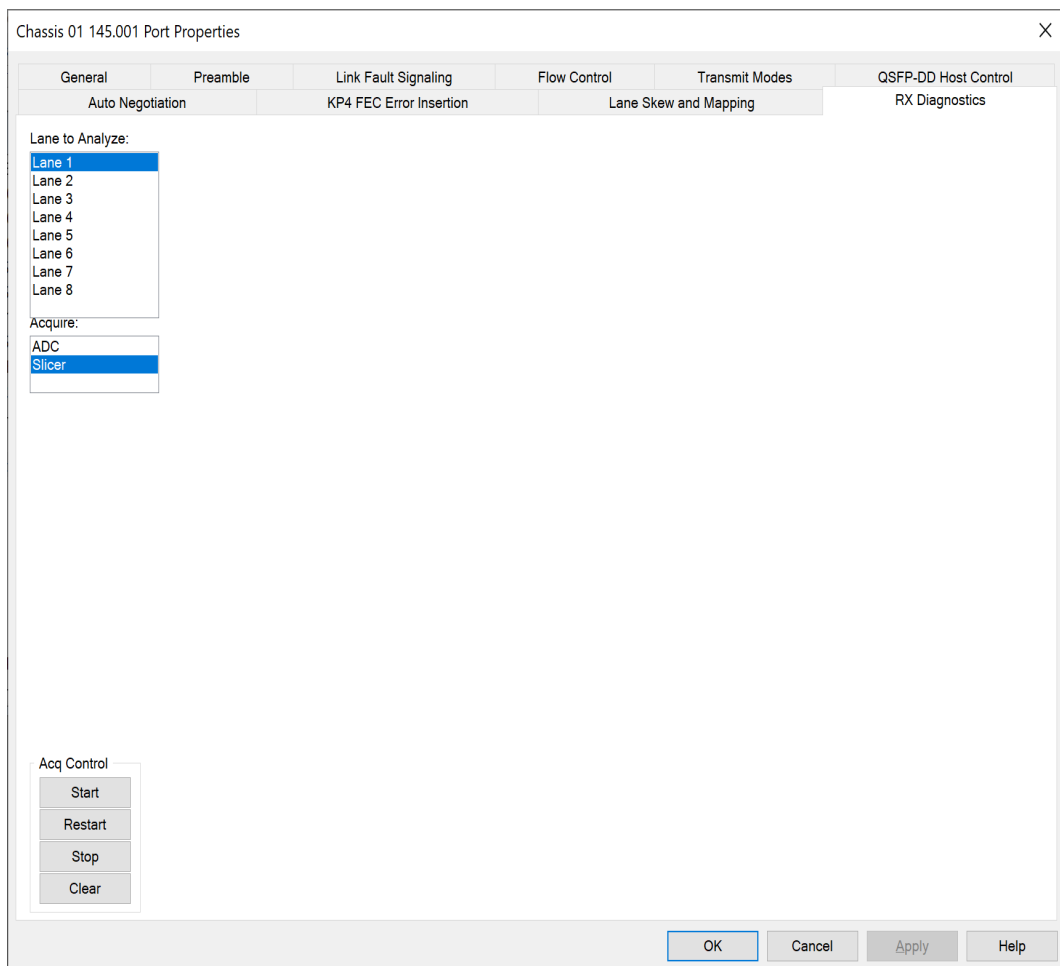 Chassis 01 145.001 Port Properties
X
General Preamble Link Fault Signaling Flow Control Transmit Modes QSFP-DD Host Control
Auto Negotiation KP4 FEC Error Insertion Lane Skew and Mapping RX Diagnostics
Lane to Analyze:
Lane 1
Lane 2
Lane 3
Lane 4
Lane 5
Lane 6
Lane 7
Lane 8
Acquire:
ADC
Slicer
Acq Control
Start
Restart
Stop
Clear
OK Cancel Apply Help